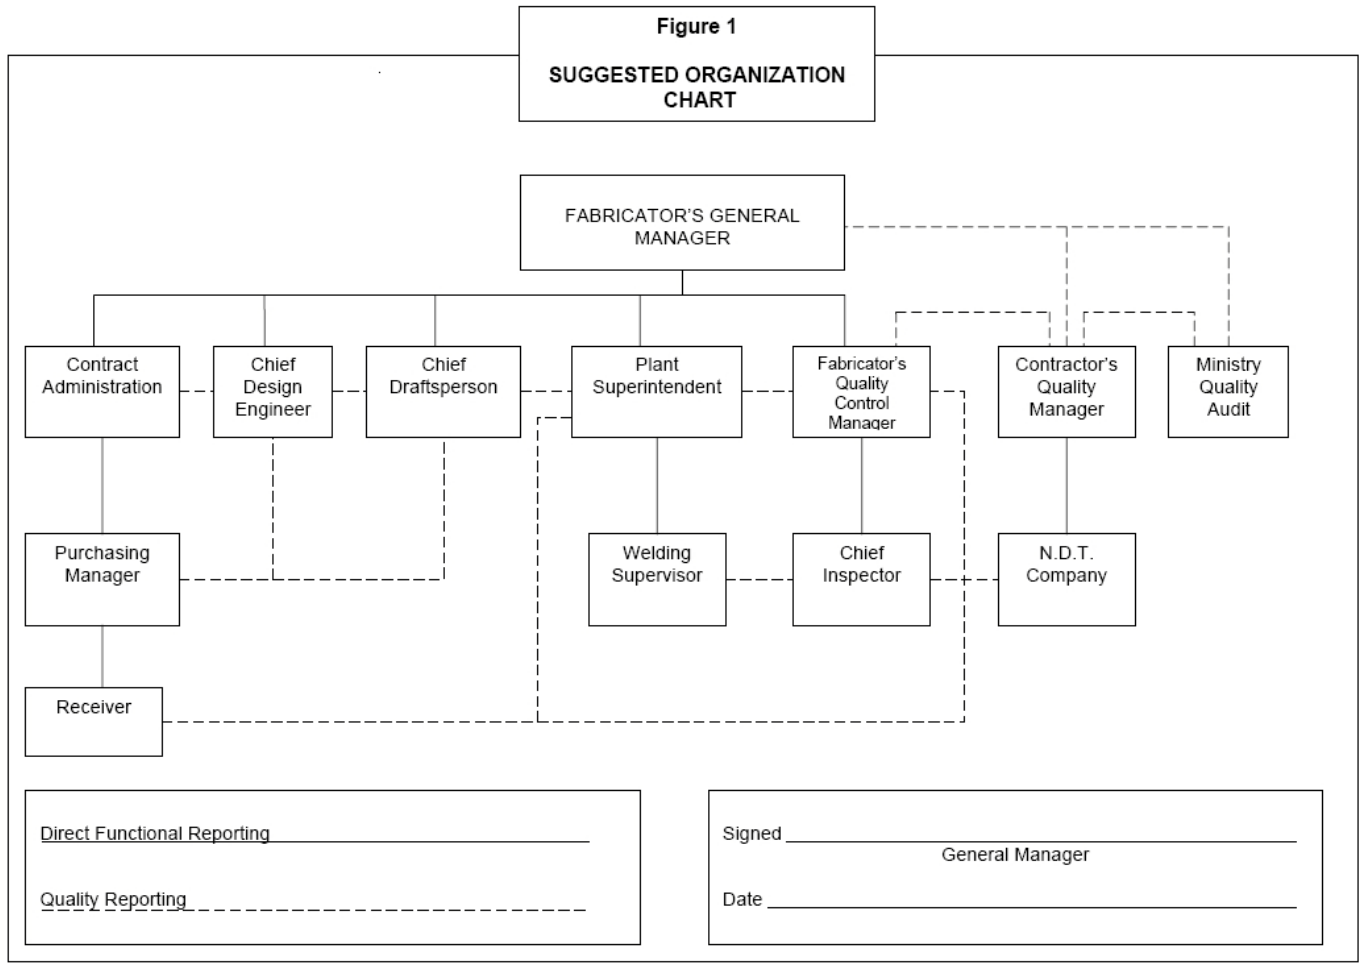 Figure 1
SUGGESTED ORGANIZATION
CHART
FABRICATOR'S GENERAL
MANAGER
Contract
Administration
Chief
Design
Engineer
Chief
Draftsperson
Plant
Superintendent
Fabricator's
Quality
Control
Manager
Contractor's
Quality
Manager
Ministry
Quality
Audit
Purchasing
Manager
Welding
Supervisor
Chief
Inspector
N.D.T.
Company
Receiver
Direct Functional Reporting
Quality Reporting
Signed
General Manager
Date